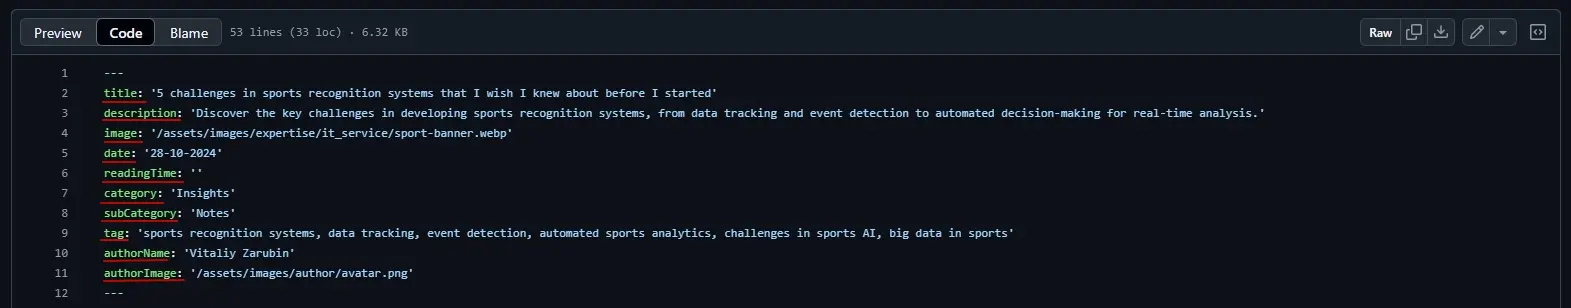 Preview Code Blame 53 lines (33 loc) · 6.32 KB Raw
1 ---
2 title: '5 challenges in sports recognition systems that I wish I knew about before I started'
3 description: 'Discover the key challenges in developing sports recognition systems, from data tracking and event detection to automated decision-making for real-time analysis.'
4 image: '/assets/images/expertise/it_service/sport-banner.webp'
5 date: '28-10-2024'
6 readingTime: ''
7 category: 'Insights'
8 subCategory: 'Notes'
9 tag: 'sports recognition systems, data tracking, event detection, automated sports analytics, challenges in sports AI, big data in sports'
10 authorName: 'Vitaliy Zarubin'
11 authorImage: '/assets/images/author/avatar.png'
12 ---